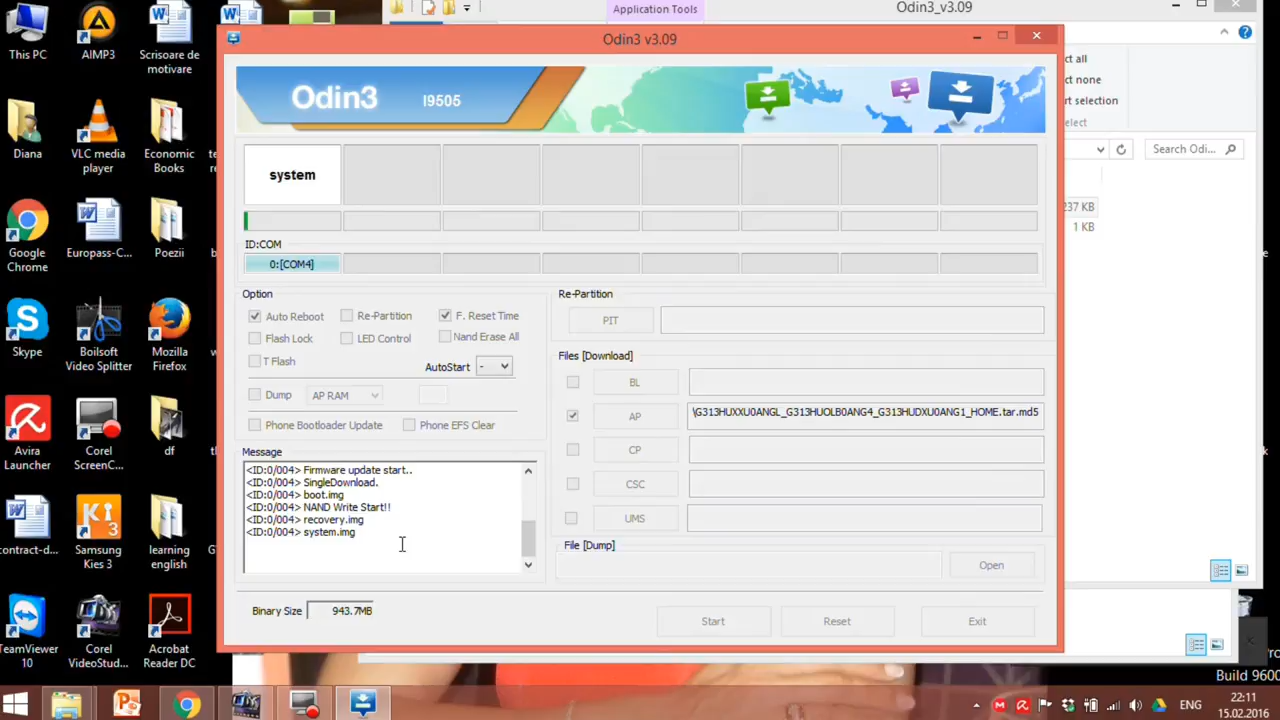 Application Tools
Odin3_v3.09
This PC
AIMP3
Scrisoare de
motivare
Odin3 v3.09
ct all
ct none
rt selection
elect
Odin3
I9505
Search Odi...
Diana
VLC media
player
Economic
Books
system
237 KB
1 KB
ID:COM
0:[COM4]
Google
Chrome
Europass-C...
Poezii
Option
Auto Reboot
Re-Partition
F. Reset Time
Flash Lock
LED Control
Nand Erase All
T Flash
AutoStart
-
Dump
AP RAM
Phone Bootloader Update
Phone EFS Clear
Re-Partition
PIT
Files [Download]
BL
AP
\G313HUXXU0ANGL_G313HUOLB0ANG4_G313HUDXU0ANG1_HOME.tar.md5
CP
CSC
UMS
File [Dump]
Open
Skype
Boilsoft
Video Splitter
Mozilla
Firefox
Avira
Launcher
Corel
ScreenC...
df
Message
<ID:0/004> Firmware update start..
<ID:0/004> SingleDownload.
<ID:0/004> boot.img
<ID:0/004> NAND Write Start!!
<ID:0/004> recovery.img
<ID:0/004> system.img
contract-d...
Samsung
Kies 3
learning
english
Binary Size
943.7MB
Start
Reset
Exit
TeamViewer
10
Corel
VideoStud...
Acrobat
Reader DC
Build 9600
ENG
22:11
15.02.2016